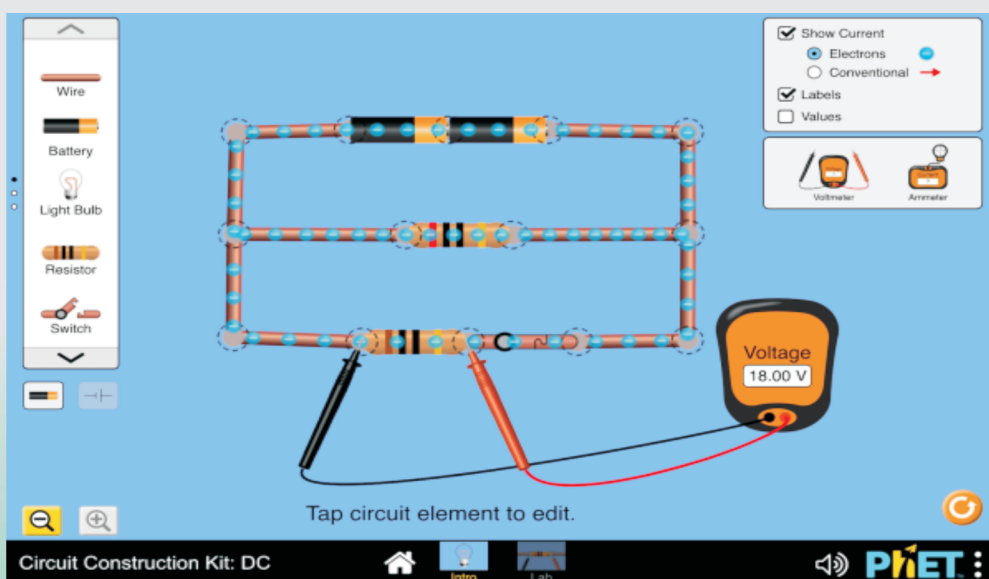 Wire
Battery
Light Bulb
Resistor
Switch
Show Current
Electrons
Conventional
Labels
Values
Voltmeter
Ammeter
Voltage
18.00 V
Tap circuit element to edit.
Circuit Construction Kit: DC
Intro
Lab
PhET